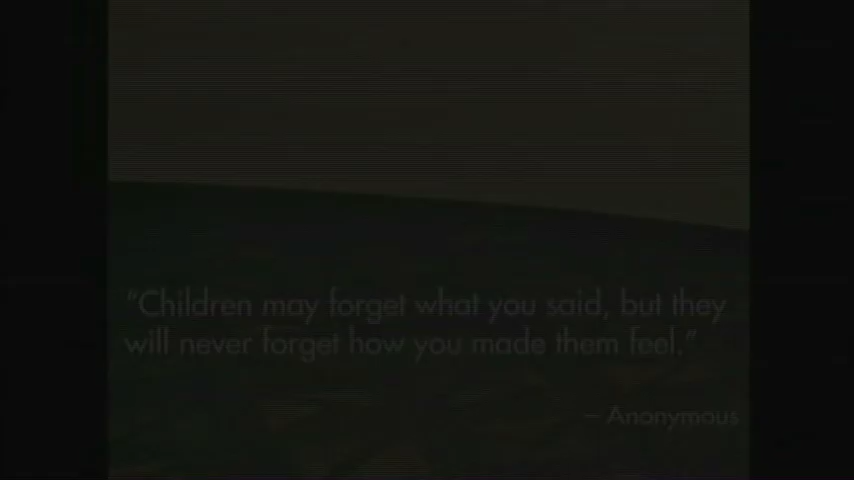 "Children may forget what you said, but they
will never forget how you made them feel."
– Anonymous